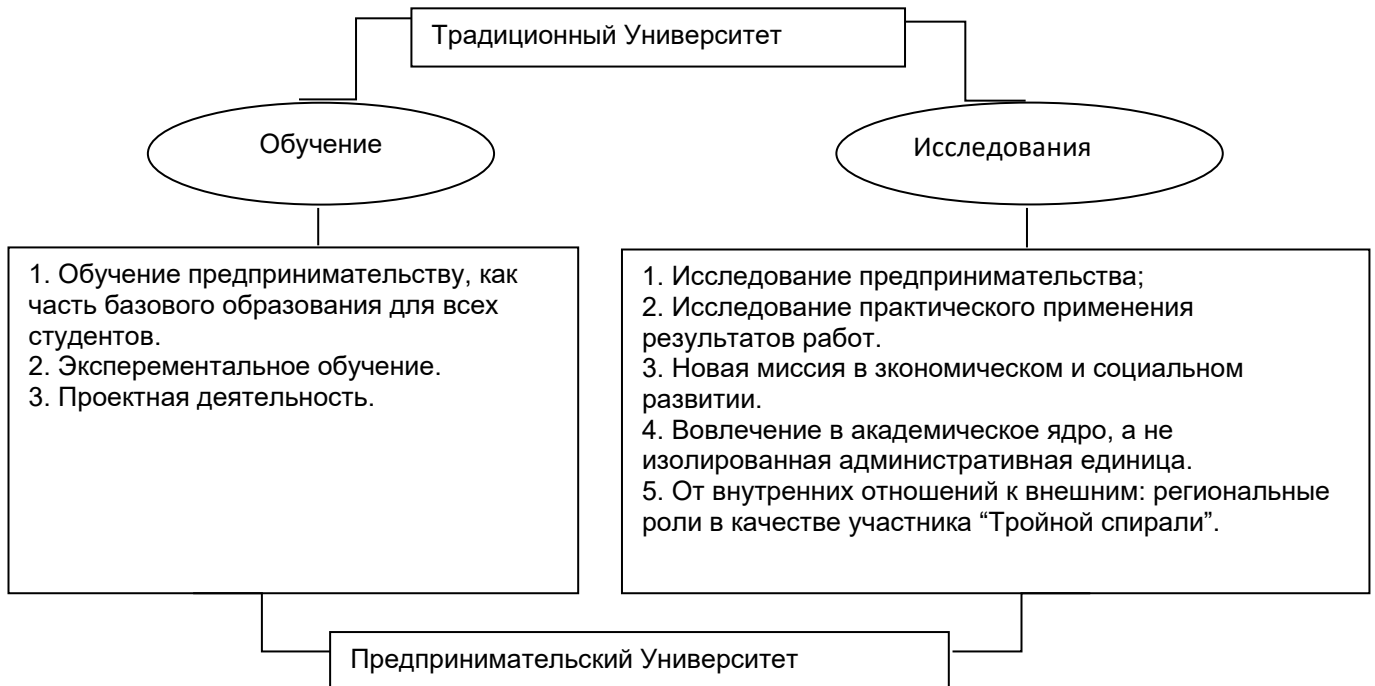 Традиционный Университет
Обучение
Исследования
1. Обучение предпринимательству, как
часть базового образования для всех
студентов.
2. Эксперементальное обучение.
3. Проектная деятельность.
1. Исследование предпринимательства;
2. Исследование практического применения
результатов работ.
3. Новая миссия в зкономическом и социальном
развитии.
4. Вовлечение в академическое ядро, а не
изолированная административная единица.
5. От внутренних отношений к внешним: региональные
роли в качестве участника “Тройной спирали”.
Предпринимательский Университет